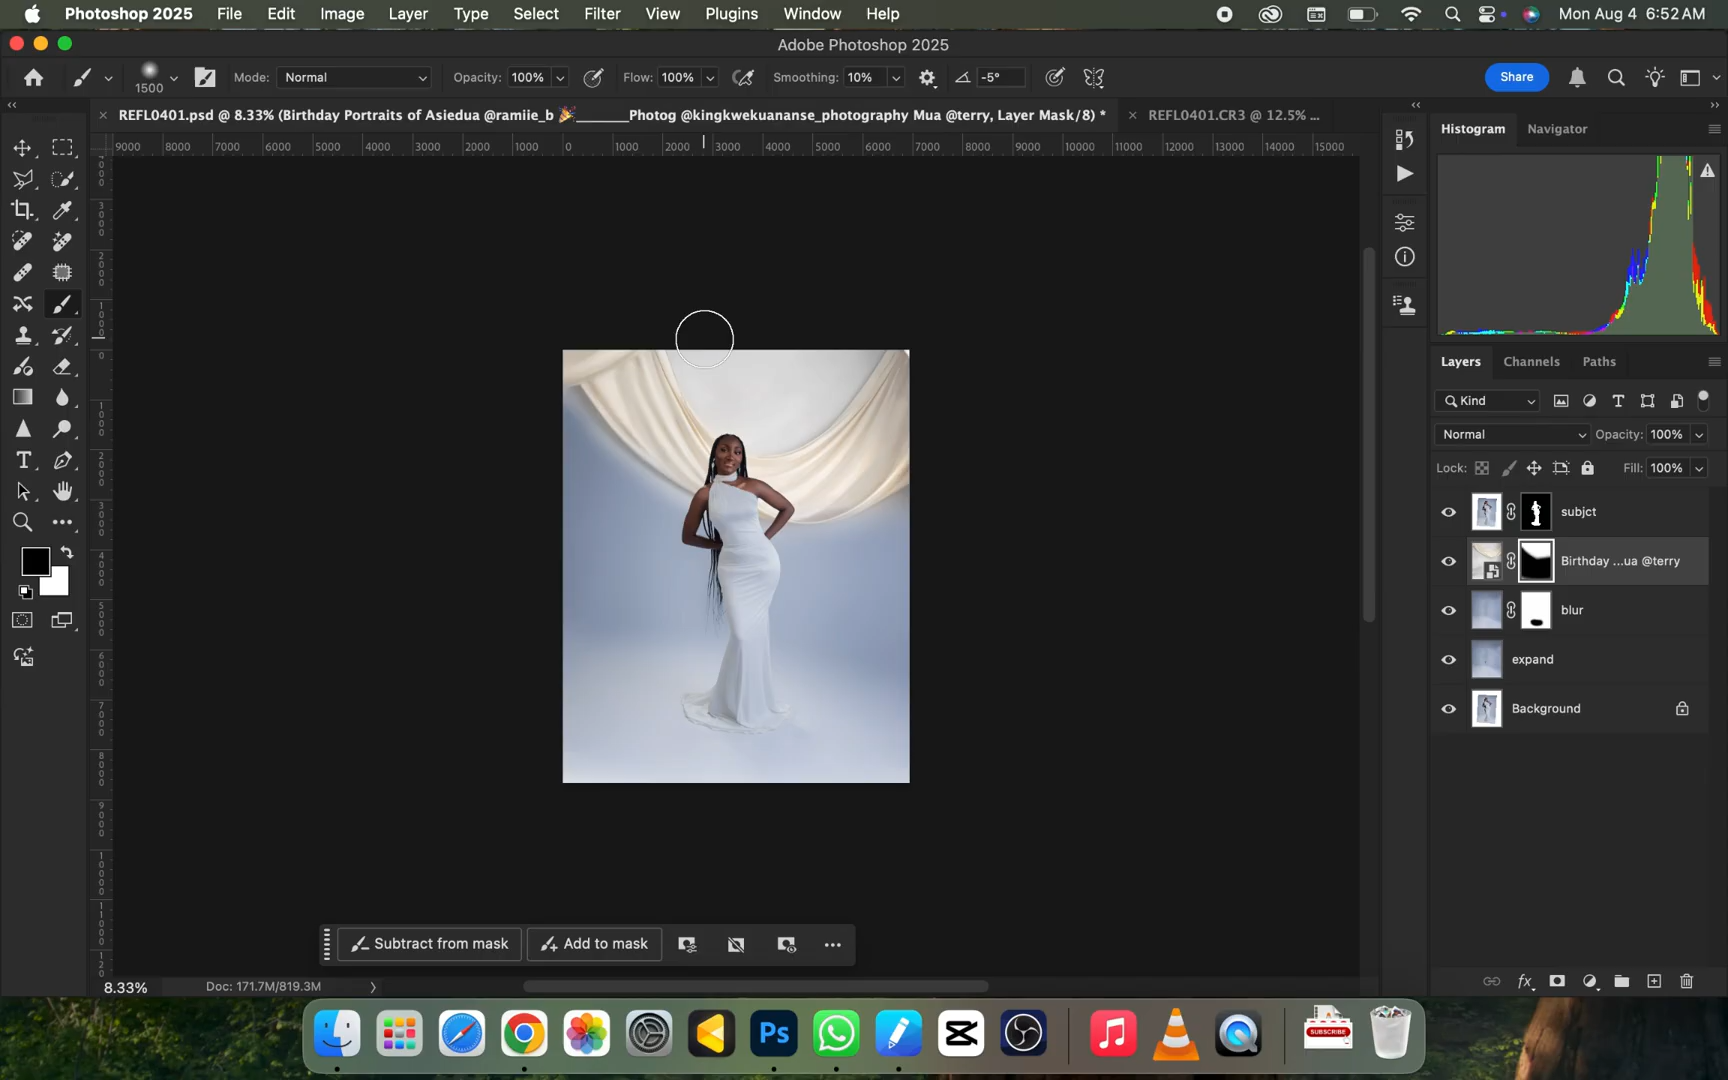 Photoshop 2025 File Edit Image Layer Type Select Filter View Plugins Window Help Mon Aug 4 6:52 AM
Adobe Photoshop 2025
1500 Mode: Normal Opacity: 100% Flow: 100% Smoothing: 10% -5° Share
REFL0401.psd @ 8.33% (Birthday Portraits of Asiedua @ramiie_b 🎉_______Photog @kingkwekuananse_photography Mua @terry, Layer Mask/8) * REFL0401.CR3 @ 12.5% ...
Histogram Navigator
9000 8000 7000 6000 5000 4000 3000 2000 1000 0 1000 2000 3000 4000 5000 6000 7000 8000 9000 10000 11000 12000 13000 14000 15000
Layers Channels Paths
Kind
Normal Opacity: 100%
Lock: Fill: 100%
subjct
Birthday ...ua @terry
blur
expand
Background
Subtract from mask Add to mask
8.33% Doc: 171.7M/819.3M
Ps
SUBSCRIBE